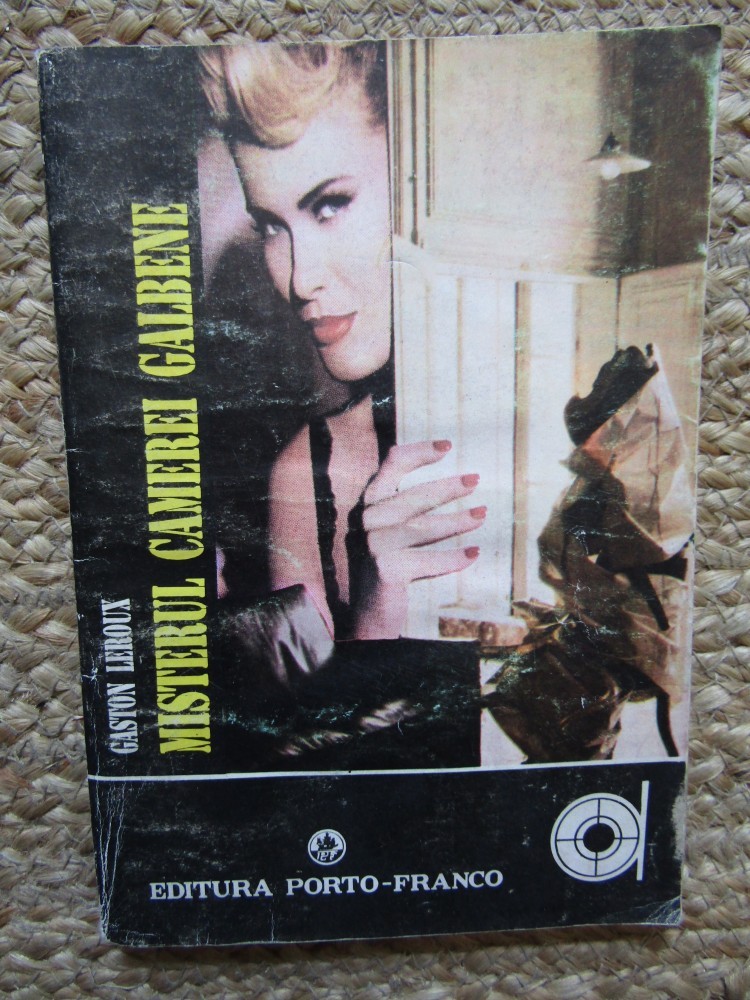 GASTON LEROUX
MISTERUL CAMEREI GALBENE
EDITURA PORTO-FRANCO